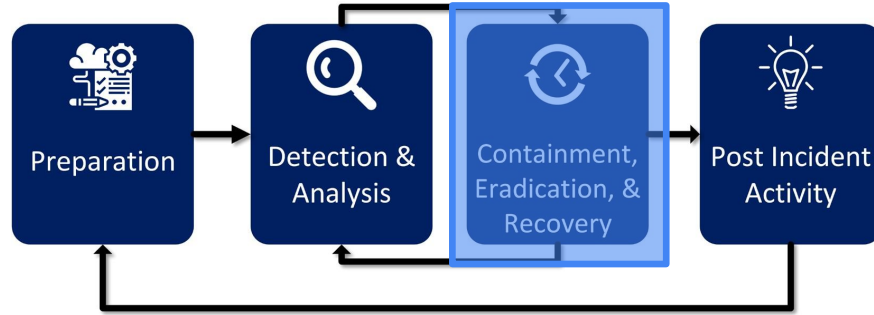 Preparation
Detection &
Analysis
Containment,
Eradication, &
Recovery
Post Incident
Activity